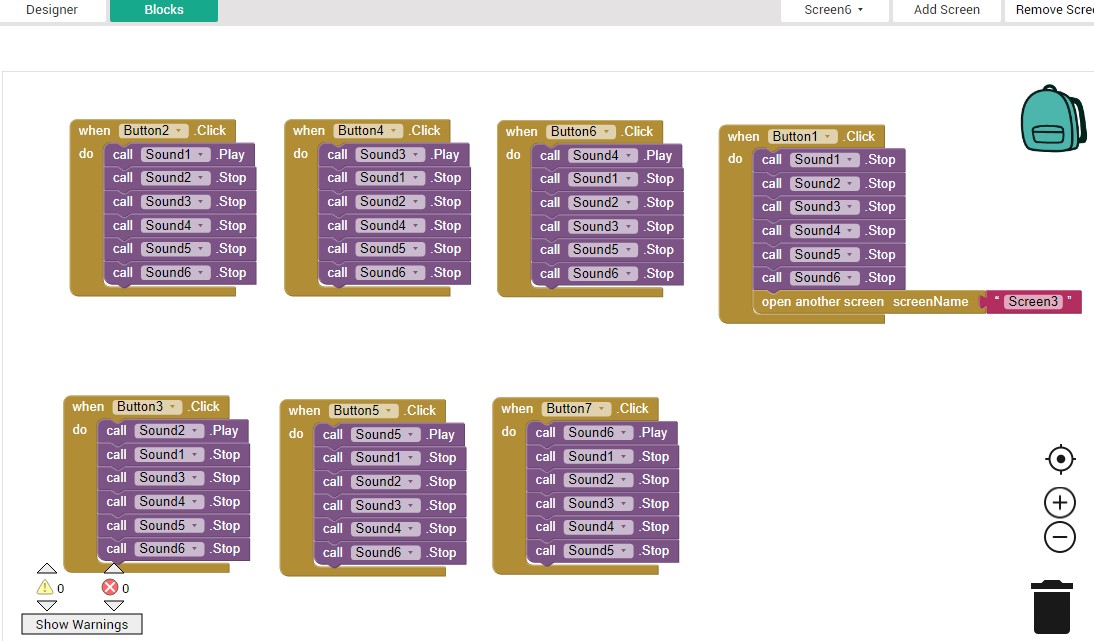 Designer Blocks Screen6 Add Screen Remove Scre
when Button2 .Click
do call Sound1 .Play
call Sound2 .Stop
call Sound3 .Stop
call Sound4 .Stop
call Sound5 .Stop
call Sound6 .Stop
when Button4 .Click
do call Sound3 .Play
call Sound1 .Stop
call Sound2 .Stop
call Sound4 .Stop
call Sound5 .Stop
call Sound6 .Stop
when Button6 .Click
do call Sound4 .Play
call Sound1 .Stop
call Sound2 .Stop
call Sound3 .Stop
call Sound5 .Stop
call Sound6 .Stop
when Button1 .Click
do call Sound1 .Stop
call Sound2 .Stop
call Sound3 .Stop
call Sound4 .Stop
call Sound5 .Stop
call Sound6 .Stop
open another screen screenName " Screen3 "
when Button3 .Click
do call Sound2 .Play
call Sound1 .Stop
call Sound3 .Stop
call Sound4 .Stop
call Sound5 .Stop
call Sound6 .Stop
when Button5 .Click
do call Sound5 .Play
call Sound1 .Stop
call Sound2 .Stop
call Sound3 .Stop
call Sound4 .Stop
call Sound6 .Stop
when Button7 .Click
do call Sound6 .Play
call Sound1 .Stop
call Sound2 .Stop
call Sound3 .Stop
call Sound4 .Stop
call Sound5 .Stop
0 0
Show Warnings